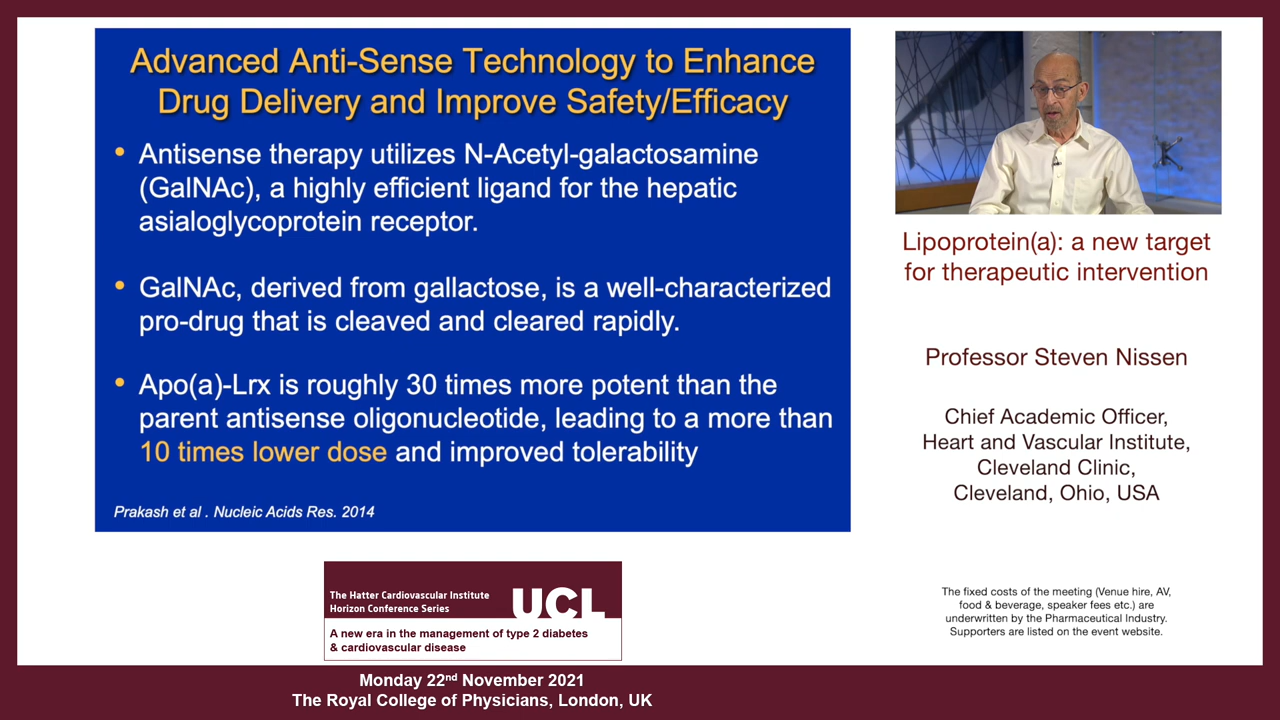 Advanced Anti-Sense Technology to Enhance
Drug Delivery and Improve Safety/Efficacy
• Antisense therapy utilizes N-Acetyl-galactosamine
(GalNAc), a highly efficient ligand for the hepatic
asialoglycoprotein receptor.
• GalNAc, derived from gallactose, is a well-characterized
pro-drug that is cleaved and cleared rapidly.
• Apo(a)-Lrx is roughly 30 times more potent than the
parent antisense oligonucleotide, leading to a more than
10 times lower dose and improved tolerability
Prakash et al . Nucleic Acids Res. 2014
Lipoprotein(a): a new target
for therapeutic intervention
Professor Steven Nissen
Chief Academic Officer,
Heart and Vascular Institute,
Cleveland Clinic,
Cleveland, Ohio, USA
The fixed costs of the meeting (Venue hire, AV,
food & beverage, speaker fees etc.) are
underwritten by the Pharmaceutical Industry.
Supporters are listed on the event website.
The Hatter Cardiovascular Institute
Horizon Conference Series
UCL
A new era in the management of type 2 diabetes
& cardiovascular disease
Monday 22nd November 2021
The Royal College of Physicians, London, UK